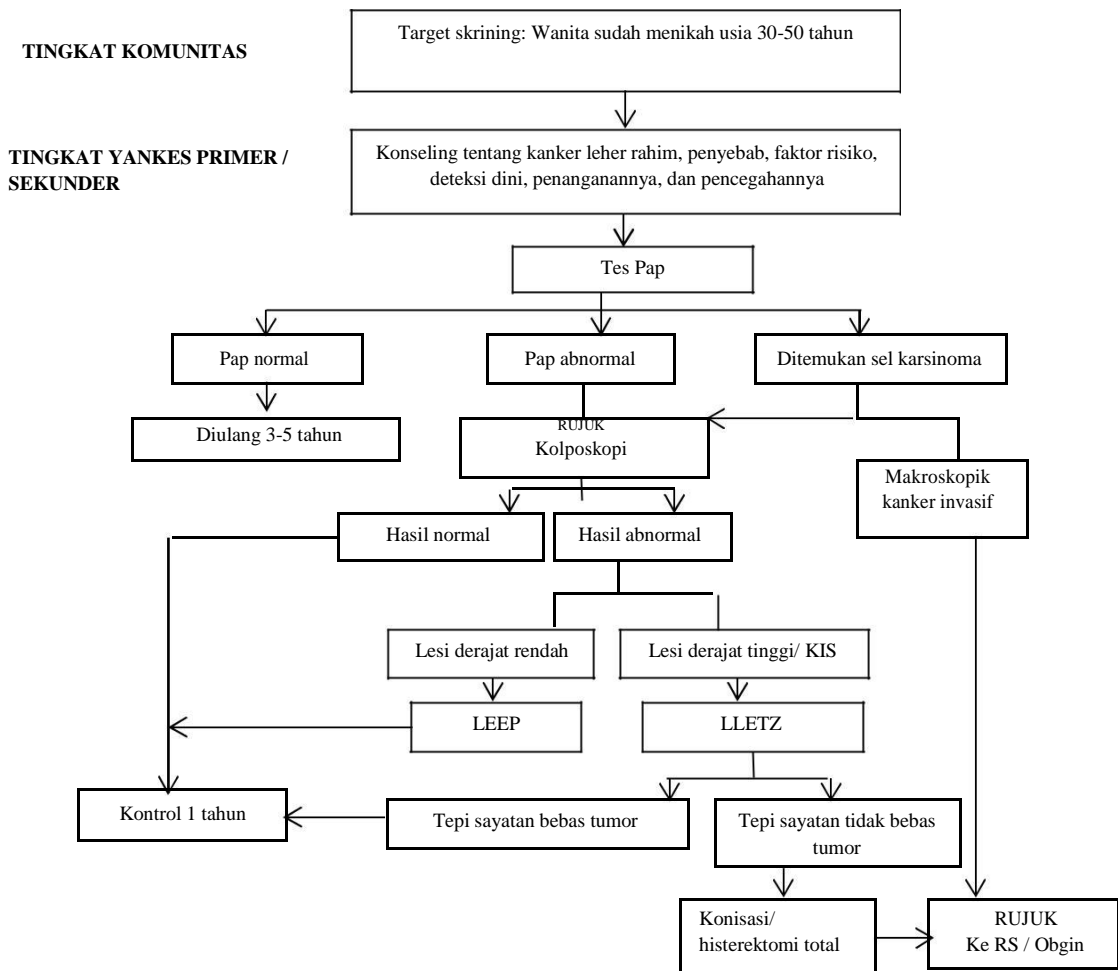 TINGKAT KOMUNITAS
Target skrining: Wanita sudah menikah usia 30-50 tahun
TINGKAT YANKES PRIMER /
SEKUNDER
Konseling tentang kanker leher rahim, penyebab, faktor risiko,
deteksi dini, penanganannya, dan pencegahannya
Tes Pap
Pap normal
Pap abnormal
Ditemukan sel karsinoma
Diulang 3-5 tahun
RUJUK
Kolposkopi
Makroskopik
kanker invasif
Hasil normal
Hasil abnormal
Lesi derajat rendah
Lesi derajat tinggi/ KIS
LEEP
LLETZ
Kontrol 1 tahun
Tepi sayatan bebas tumor
Tepi sayatan tidak bebas
tumor
Konisasi/
histerektomi total
RUJUK
Ke RS / Obgin